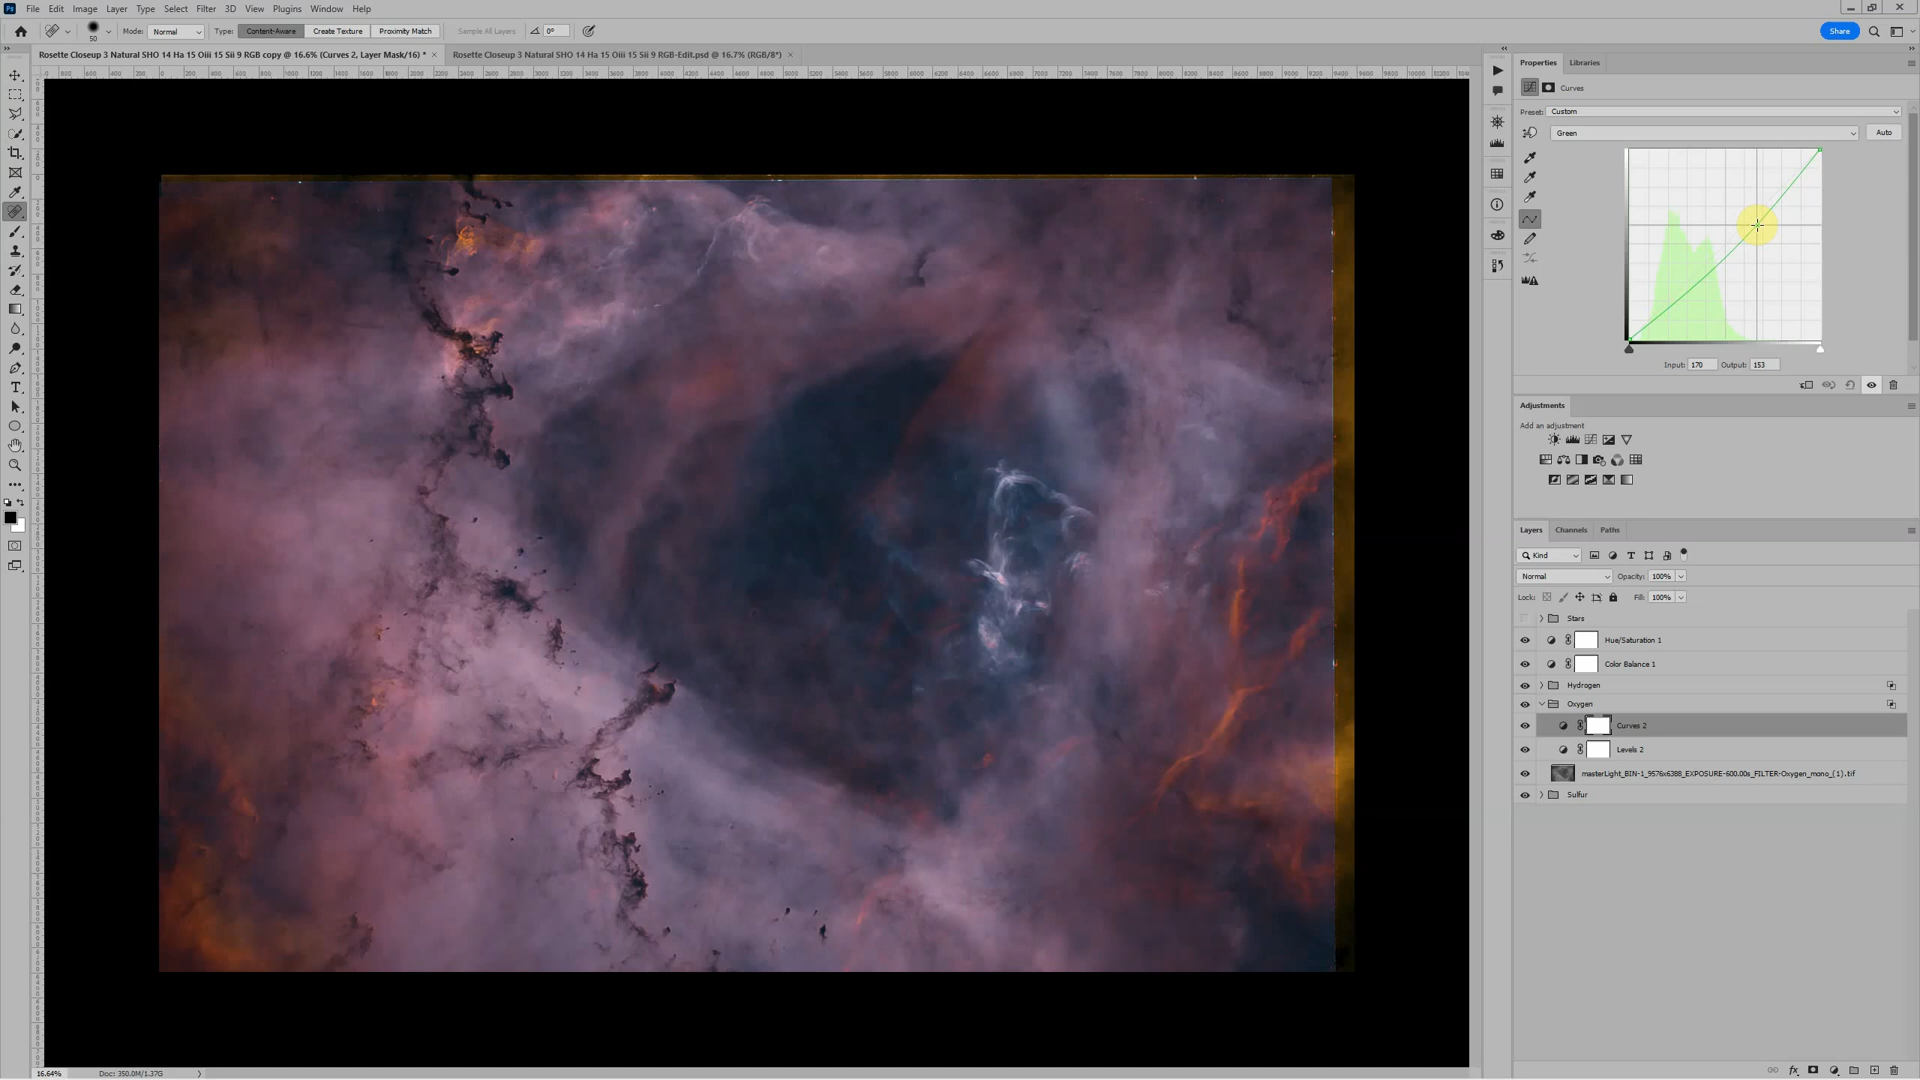 File Edit Image Layer Type Select Filter 3D View Plugins Window Help
50 Mode: Normal Type: Content-Aware Create Texture Proximity Match Sample All Layers 0° Share
Rosette Closeup 3 Natural SHO 14 Ha 15 Oiii 15 Sii 9 RGB copy @ 16.6% (Curves 2, Layer Mask/16) * × Rosette Closeup 3 Natural SHO 14 Ha 15 Oiii 15 Sii 9 RGB-Edit.psd @ 16.7% (RGB/8*) ×
Properties Libraries
Curves
Preset: Custom
Green Auto
Input: 170 Output: 153
Adjustments
Add an adjustment
Layers Channels Paths
Kind
Normal Opacity: 100%
Lock: Fill: 100%
Stars
Hue/Saturation 1
Color Balance 1
Hydrogen
Oxygen
Curves 2
Levels 2
masterLight_BIN-1_9576x6388_EXPOSURE-600.00s_FILTER-Oxygen_mono_(1).tif
Sulfur
16.64% Doc: 350.0M/1.37G